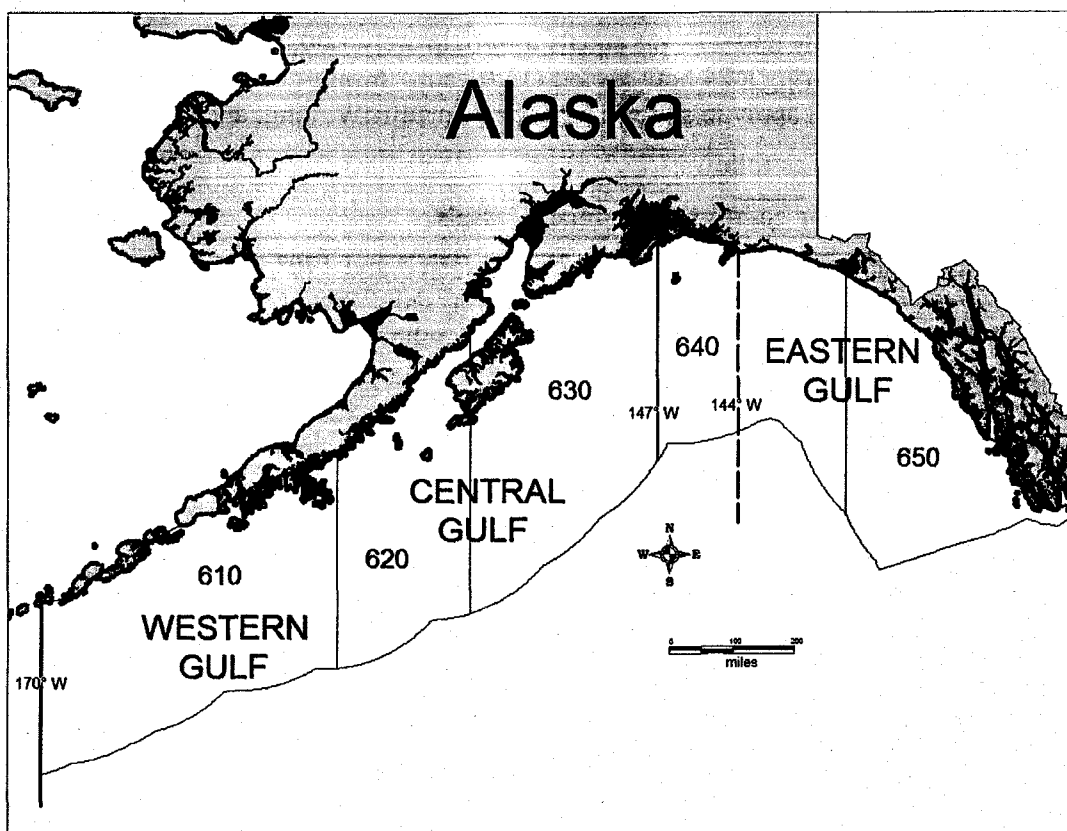 Alaska
640
EASTERN
GULF
630
147° W
144° W
650
CENTRAL
GULF
N
W
E
S
620
610
WESTERN
GULF
0 100 200
miles
170° W